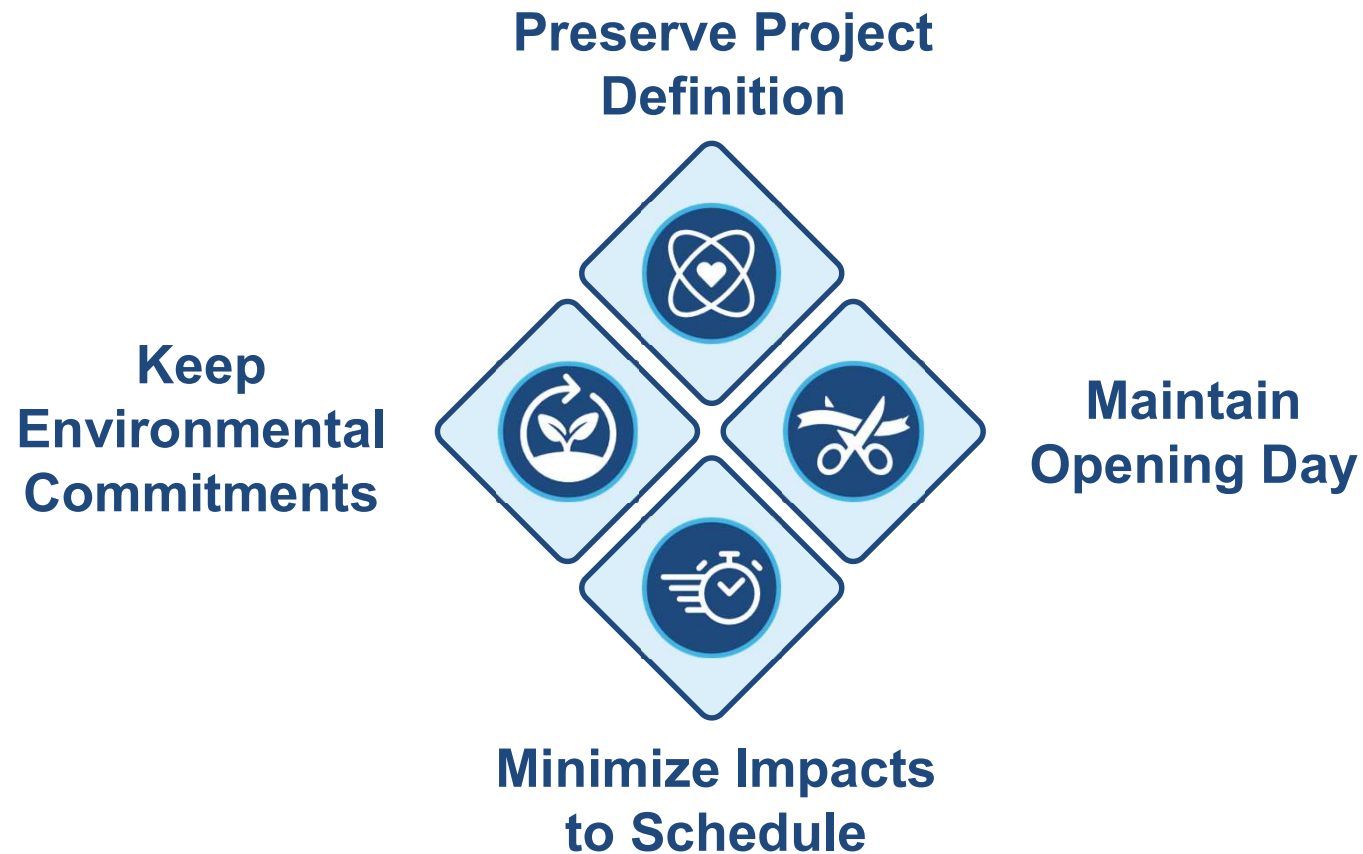 Preserve Project
Definition
Keep
Environmental
Commitments
Maintain
Opening Day
Minimize Impacts
to Schedule